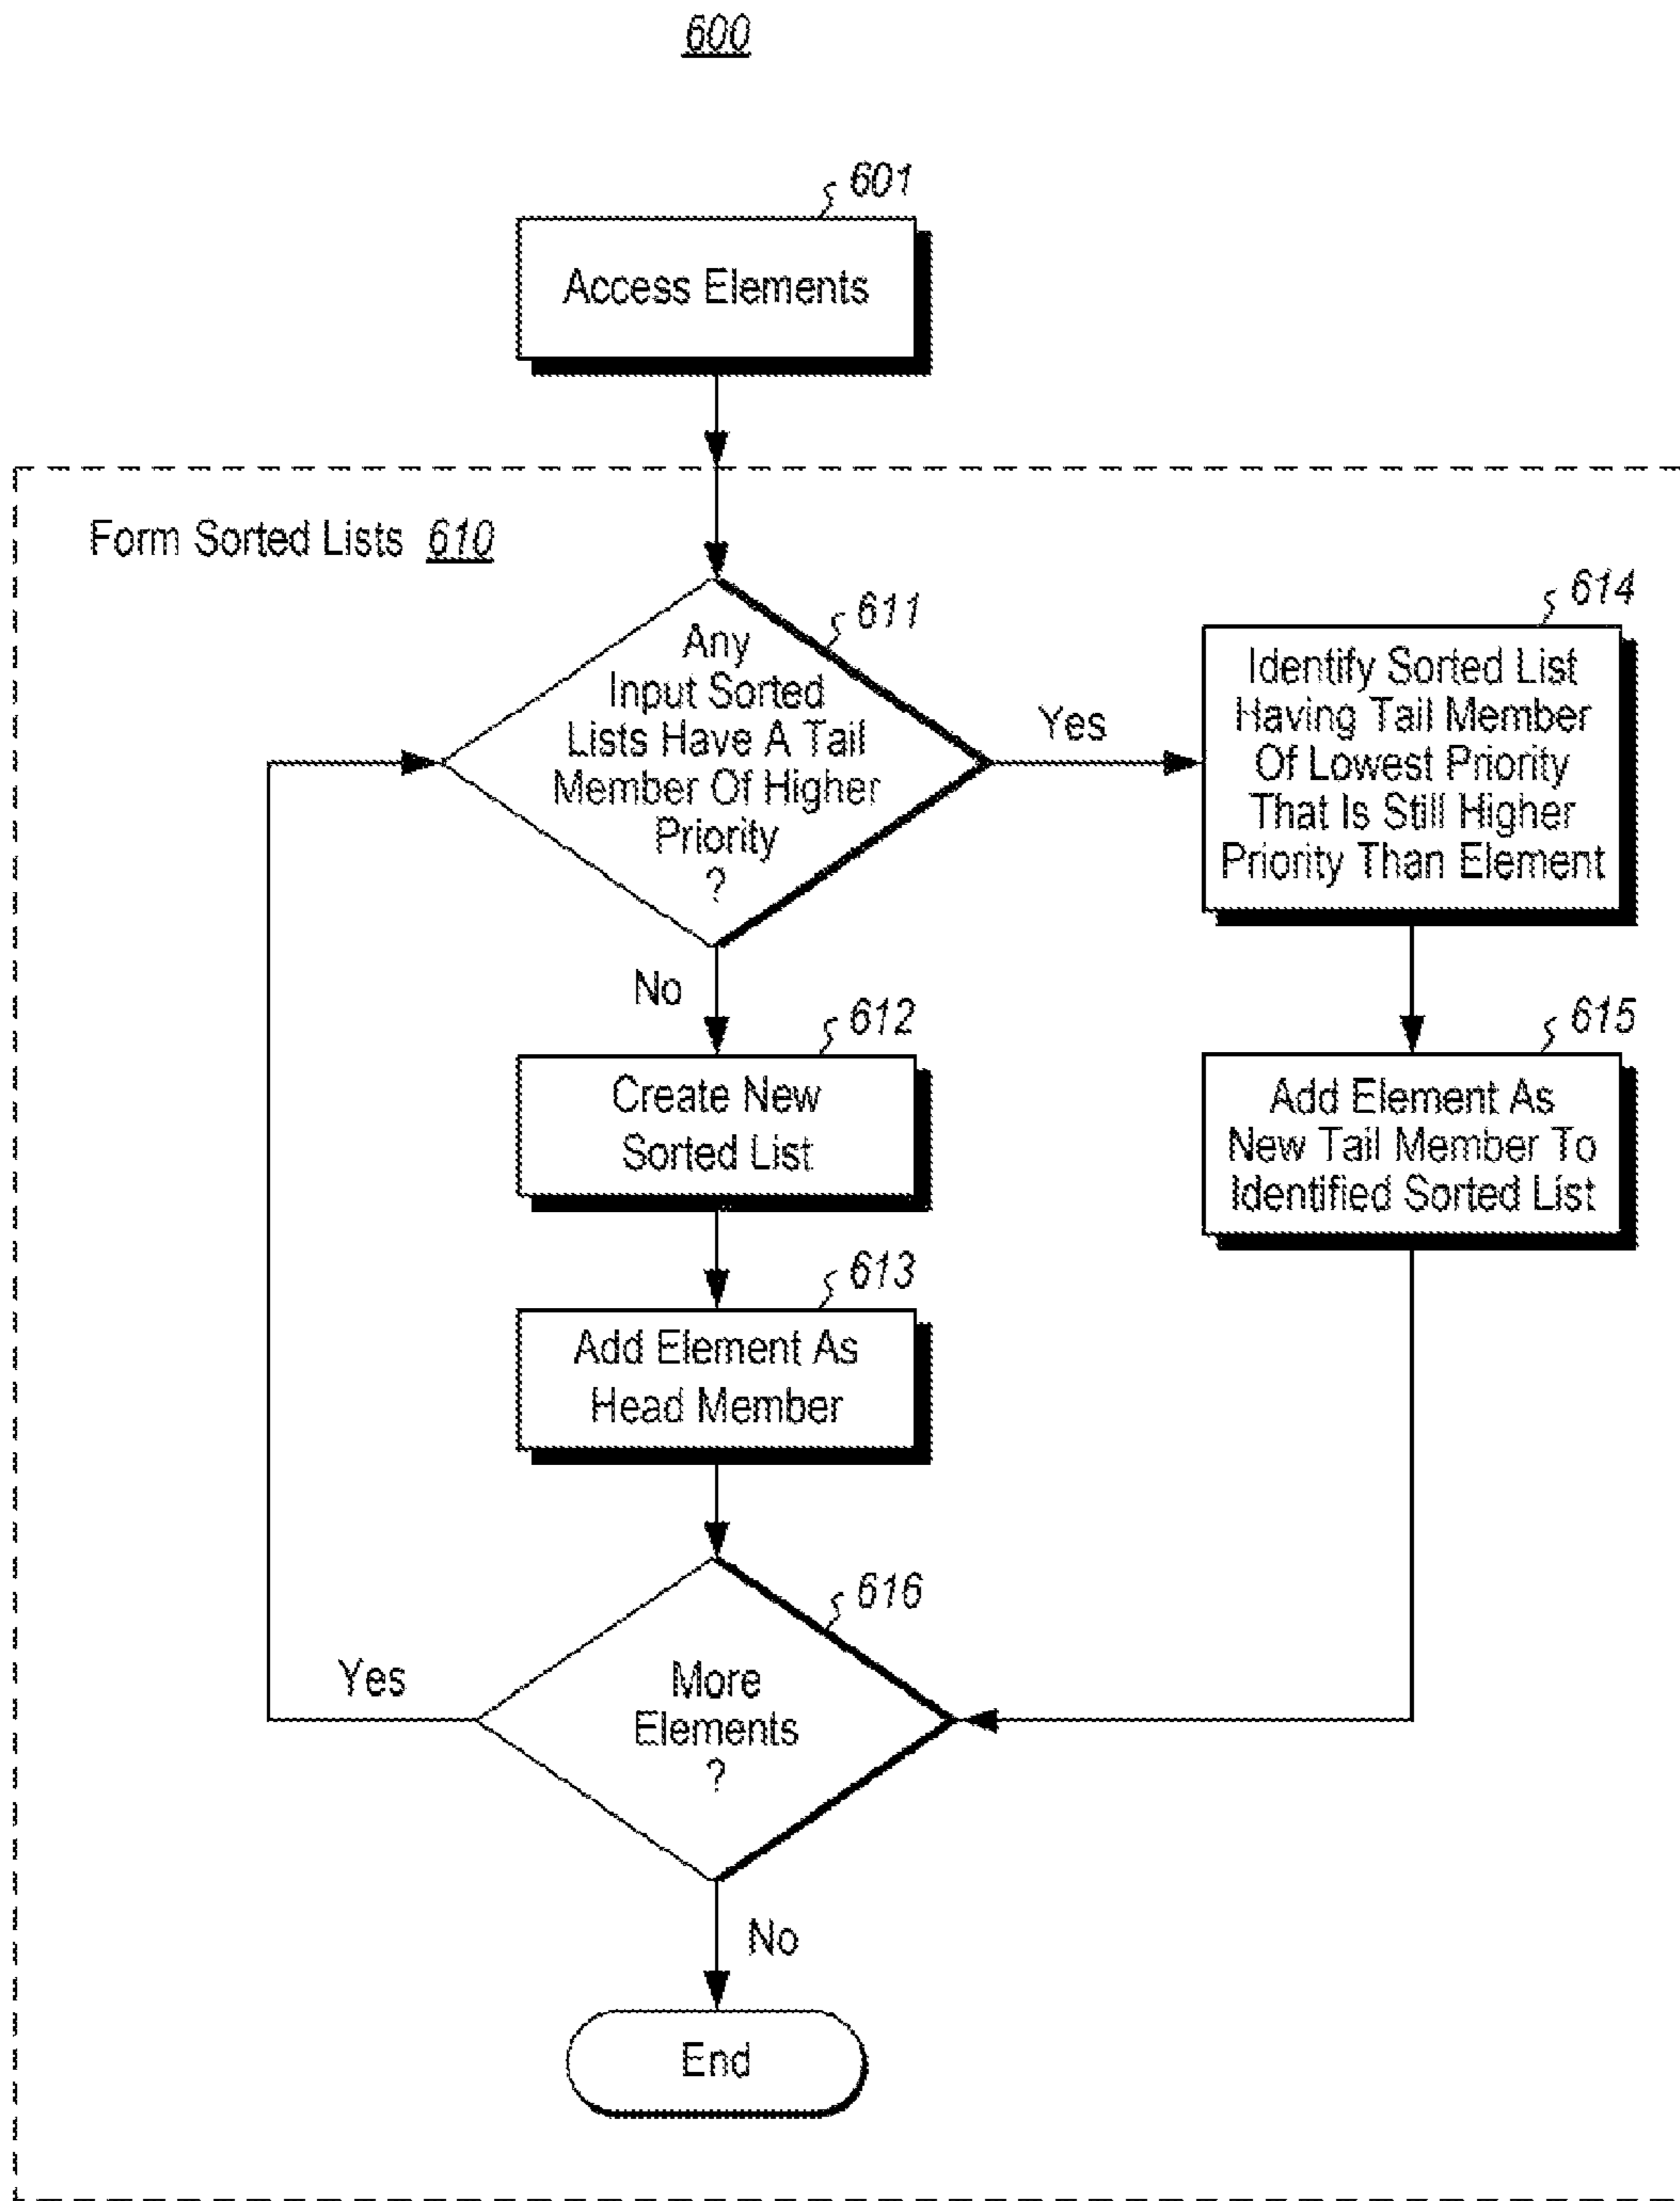 600
601
Access Elements
Form Sorted Lists 610
611
Any
Input Sorted
Lists Have A Tail
Member Of Higher
Priority
?
Yes
614
Identify Sorted List
Having Tail Member
Of Lowest Priority
That Is Still Higher
Priority Than Element
No
612
Create New
Sorted List
615
Add Element As
New Tail Member To
Identified Sorted List
613
Add Element As
Head Member
616
More
Elements
?
Yes
No
End